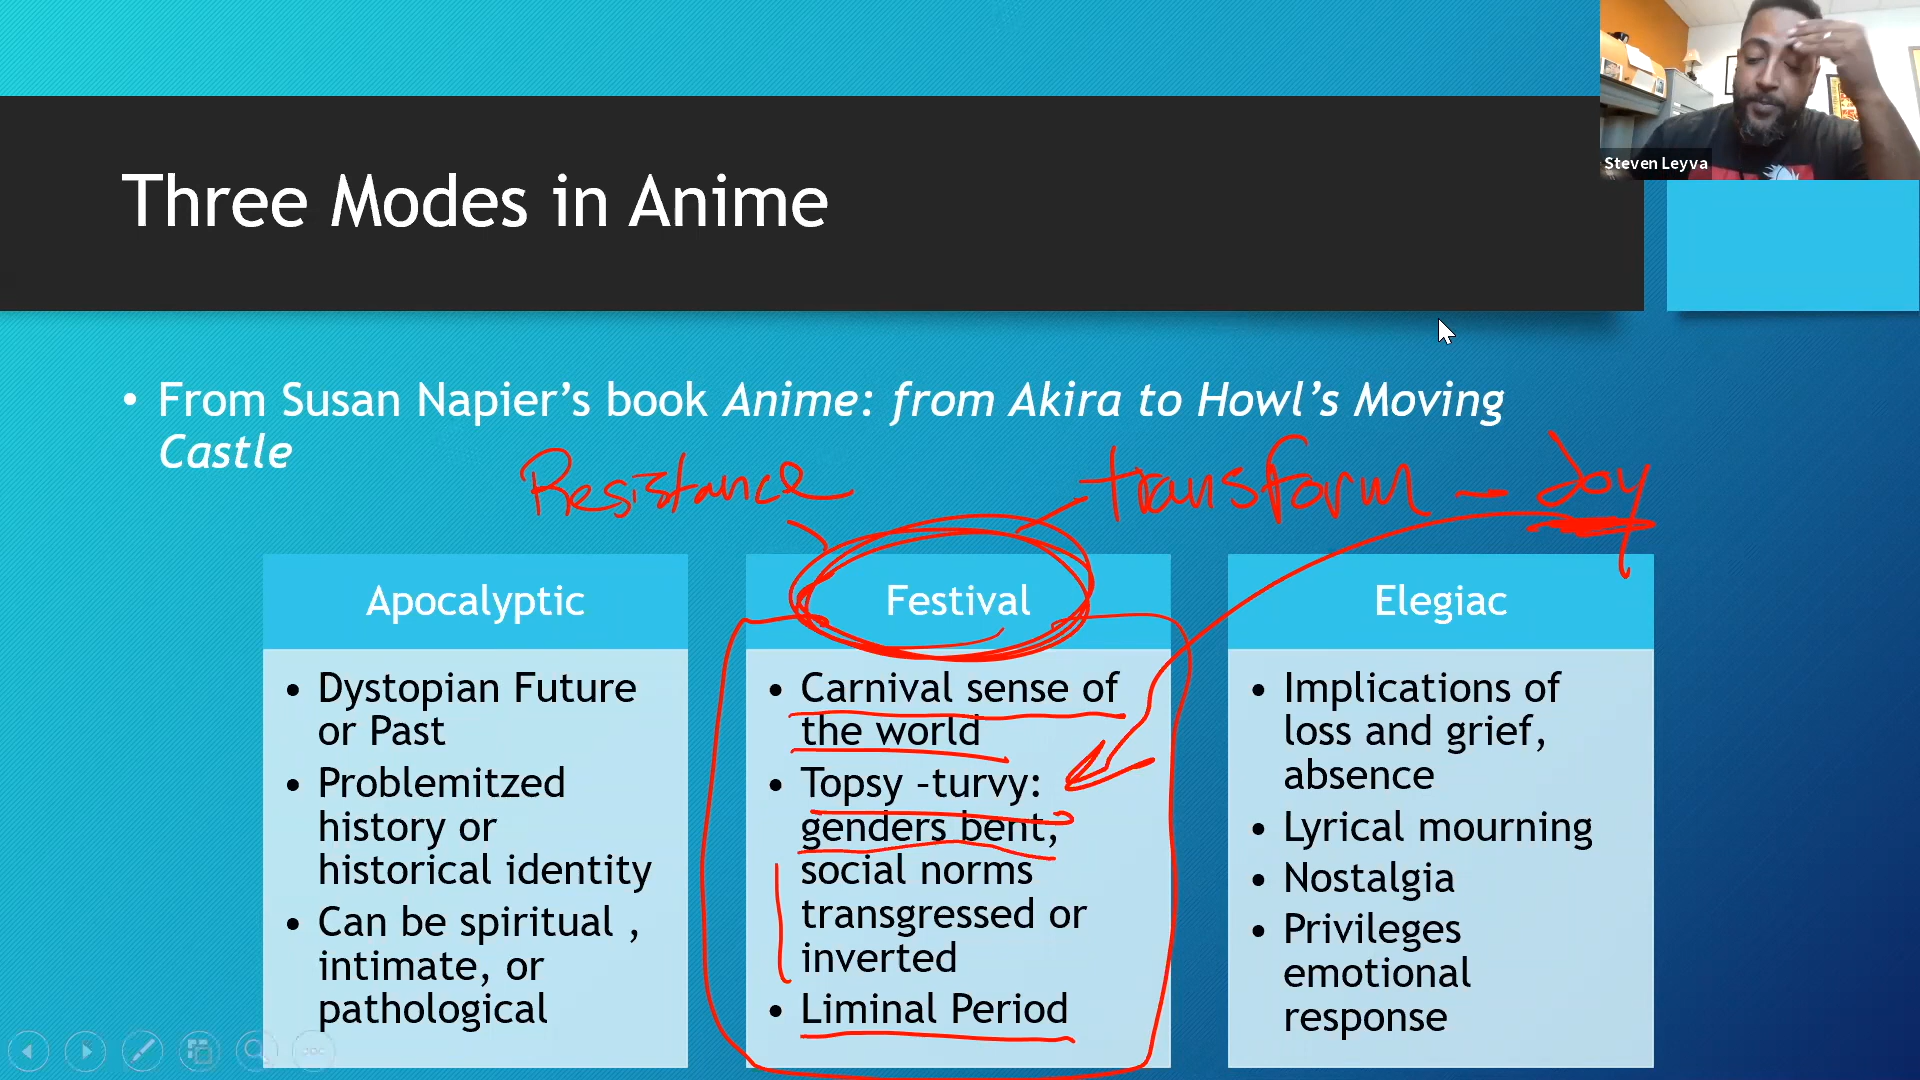 Steven Leyva
Three Modes in Anime
• From Susan Napier’s book Anime: from Akira to Howl’s Moving
Castle
Resistance
transform - Joy
Apocalyptic
• Dystopian Future
or Past
• Problemitzed
history or
historical identity
• Can be spiritual ,
intimate, or
pathological
Festival
• Carnival sense of
the world
• Topsy -turvy:
genders bent,
social norms
transgressed or
inverted
• Liminal Period
Elegiac
• Implications of
loss and grief,
absence
• Lyrical mourning
• Nostalgia
• Privileges
emotional
response